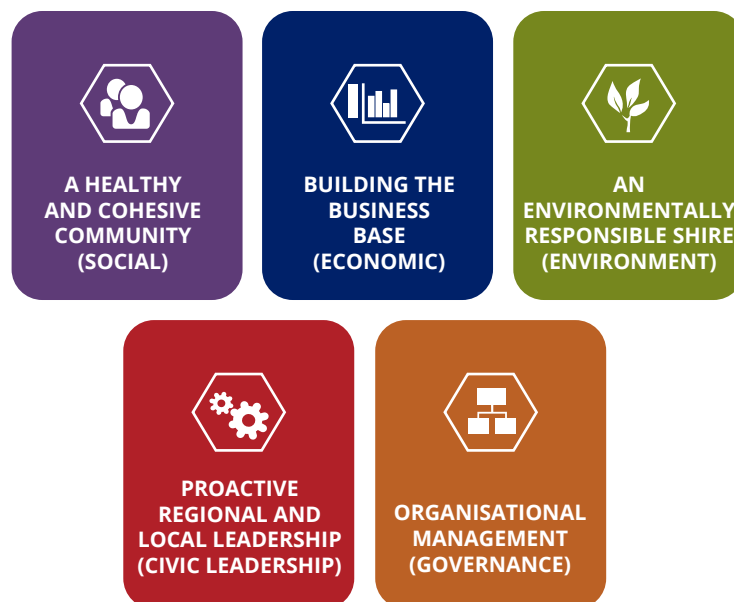 A HEALTHY
AND COHESIVE
COMMUNITY
(SOCIAL)
BUILDING THE
BUSINESS
BASE
(ECONOMIC)
AN
ENVIRONMENTALLY
RESPONSIBLE SHIRE
(ENVIRONMENT)
PROACTIVE
REGIONAL AND
LOCAL LEADERSHIP
(CIVIC LEADERSHIP)
ORGANISATIONAL
MANAGEMENT
(GOVERNANCE)